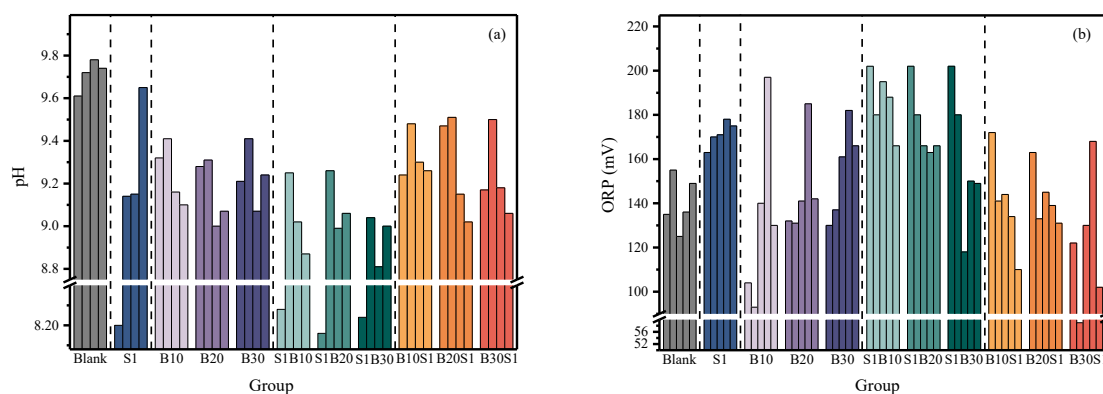 (a)
9.8
9.6
9.4
9.2
9.0
8.8
8.20
pH
Blank S1 B10 B20 B30 S1B10 S1B20 S1B30 B10S1 B20S1 B30S1
Group
(b)
220
200
180
160
140
120
100
56
52
ORP (mV)
Blank S1 B10 B20 B30 S1B10 S1B20 S1B30 B10S1 B20S1 B30S
Group